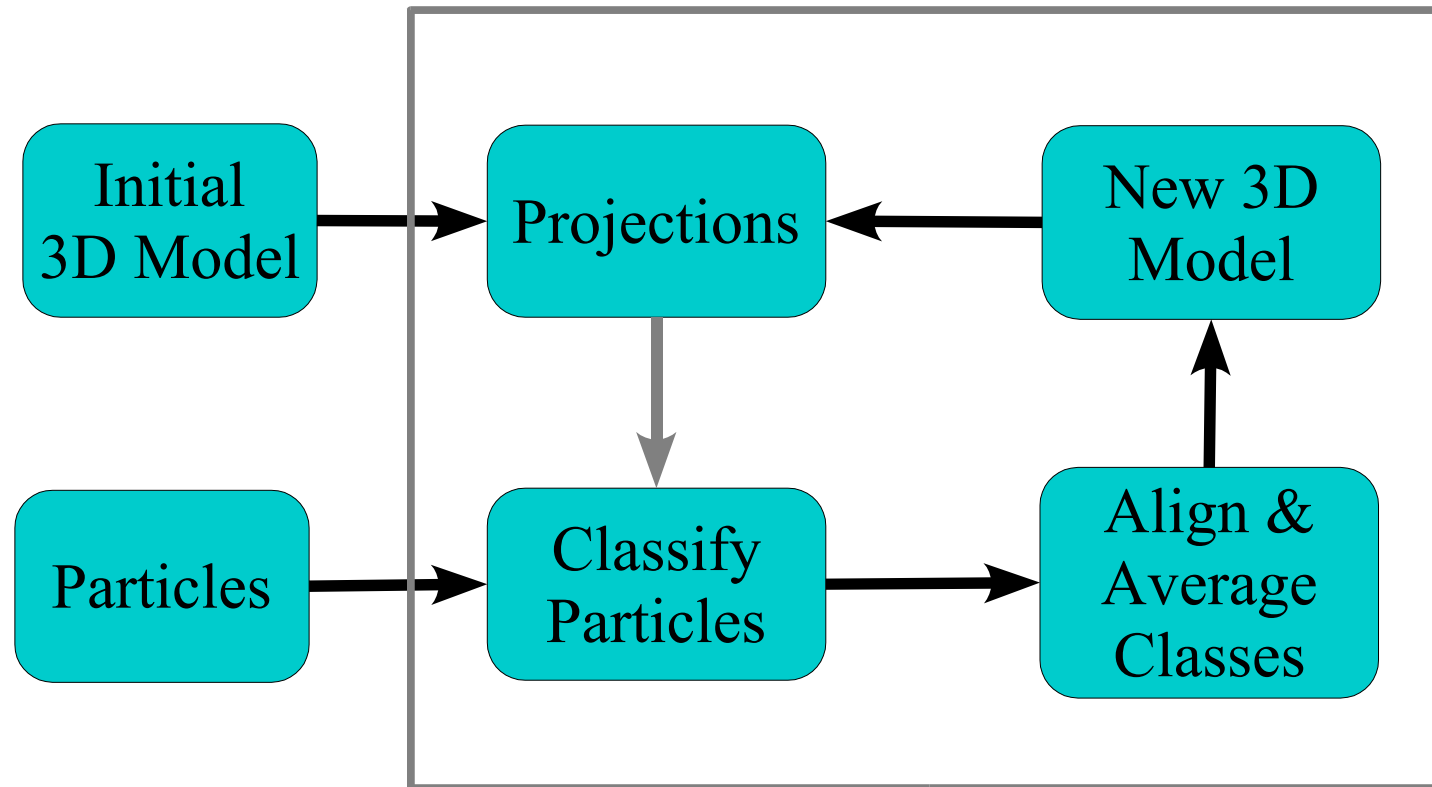 Initial
3D Model
Projections
New 3D
Model
Particles
Classify
Particles
Align &
Average
Classes